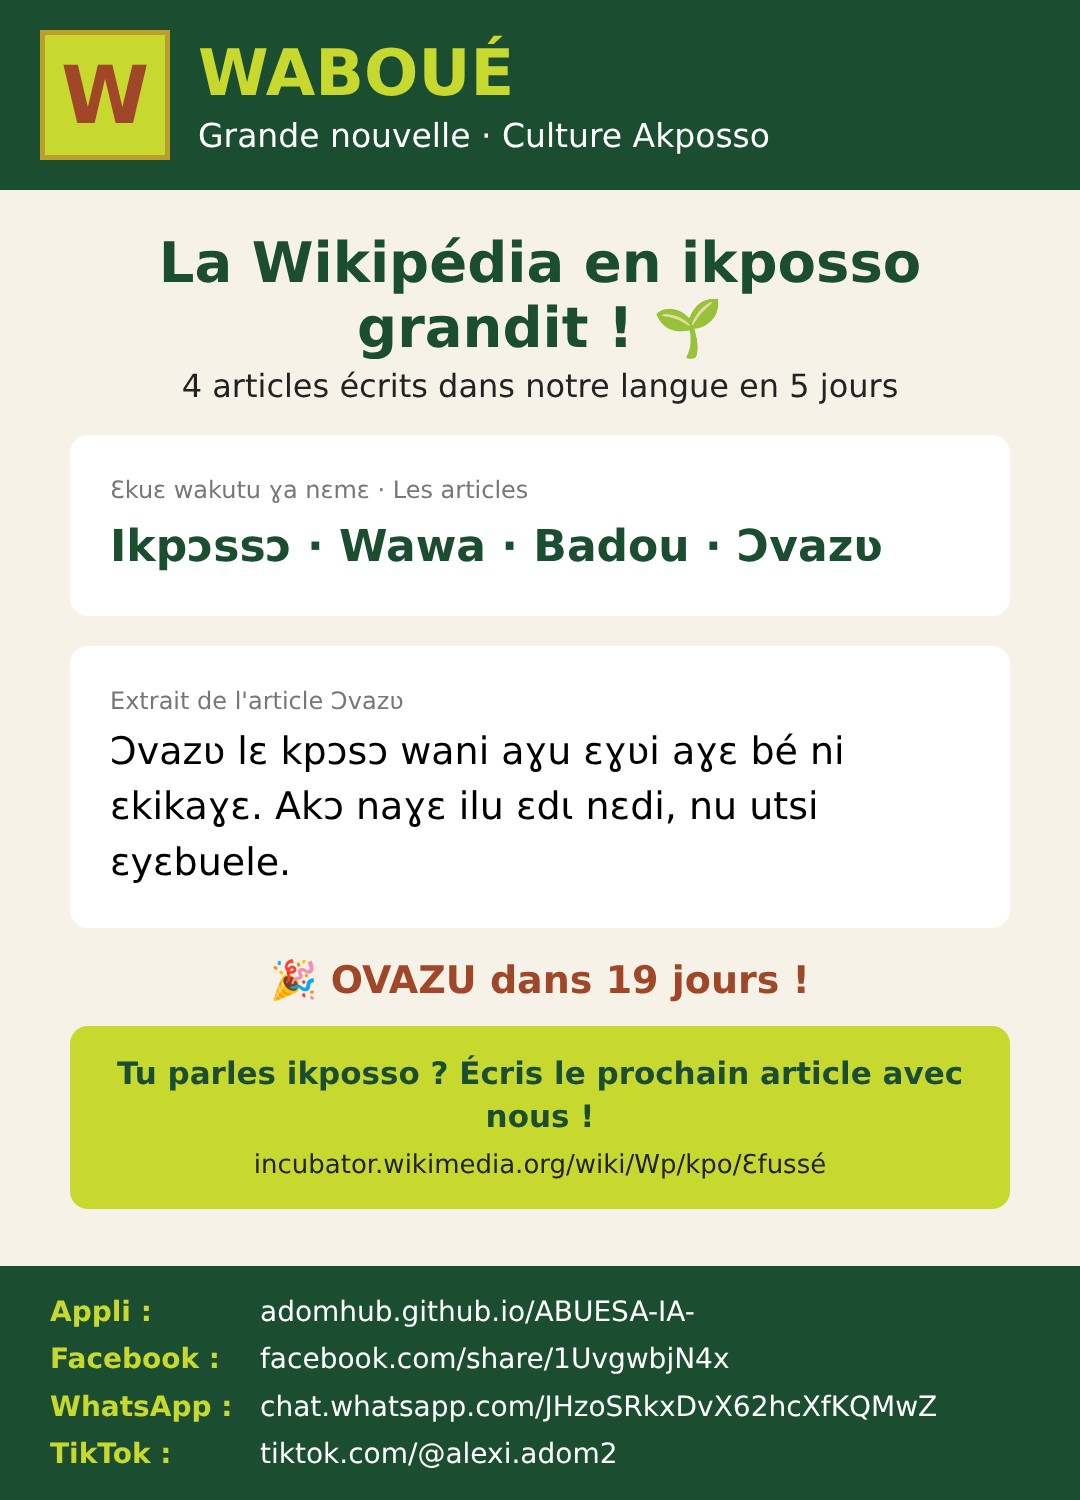 W
WABOUÉ
Grande nouvelle · Culture Akposso
La Wikipédia en ikposso
grandit ! 🌱
4 articles écrits dans notre langue en 5 jours
Ɛkuɛ wakutu ɣa nɛmɛ · Les articles
Ikpɔssɔ · Wawa · Badou · Ɔvazʋ
Extrait de l'article Ɔvazʋ
Ɔvazʋ lɛ kpɔsɔ wani aɣu ɛɣʋi aɣɛ bé ni
ɛkikaɣɛ. Akɔ naɣɛ ilu ɛdɩ nɛdi, nu utsi
ɛyɛbuele.
🎉 OVAZU dans 19 jours !
Tu parles ikposso ? Écris le prochain article avec
nous !
incubator.wikimedia.org/wiki/Wp/kpo/Ɛfussé
Appli : adomhub.github.io/ABUESA-IA-
Facebook : facebook.com/share/1UvgwbjN4x
WhatsApp : chat.whatsapp.com/JHzoSRkxDvX62hcXfKQMwZ
TikTok : tiktok.com/@alexi.adom2